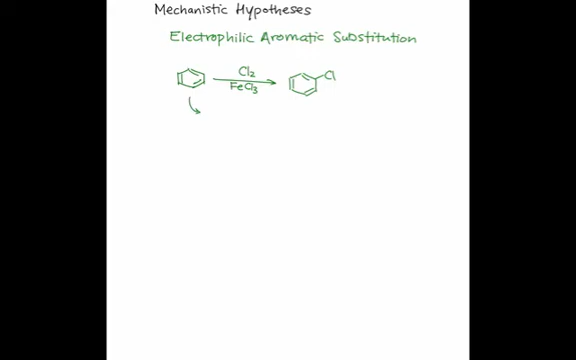 Mechanistic Hypotheses
Electrophilic Aromatic Substitution
Cl2
FeCl3
Cl